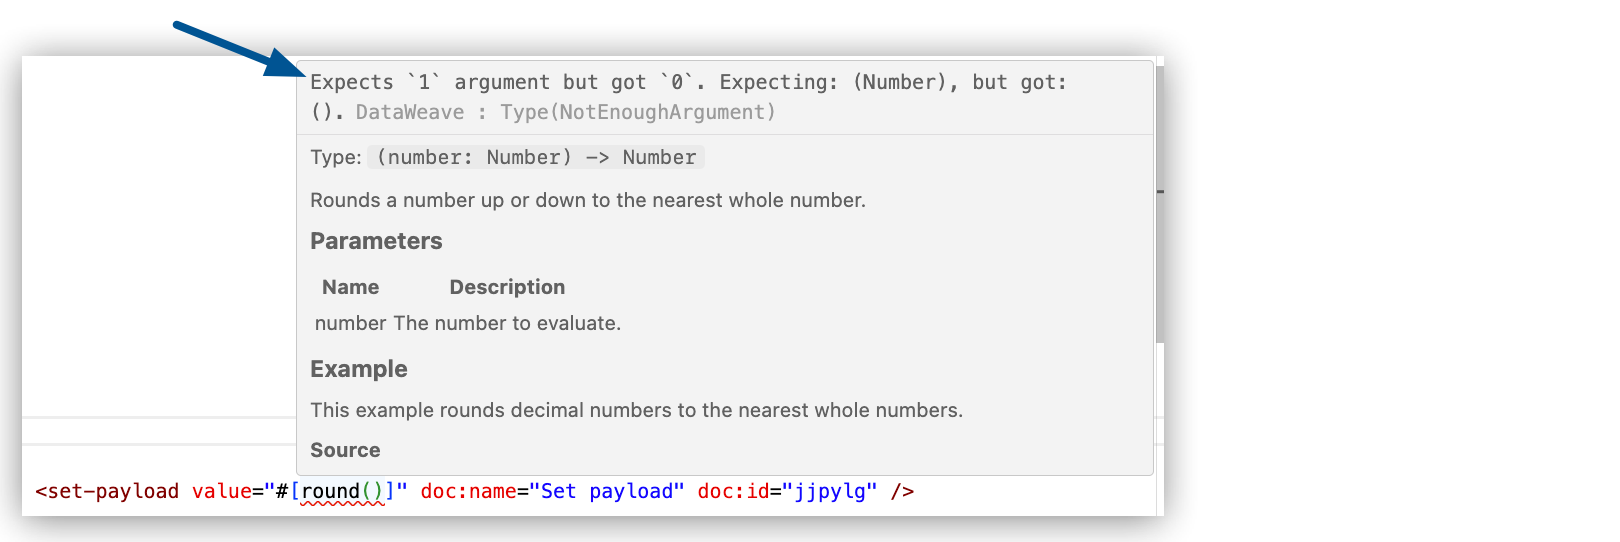 Expects `1` argument but got `0`. Expecting: (Number), but got:
(). DataWeave : Type(NotEnoughArgument)
Type: (number: Number) -> Number
Rounds a number up or down to the nearest whole number.
Parameters
Name Description
number The number to evaluate.
Example
This example rounds decimal numbers to the nearest whole numbers.
Source
<set-payload value="#[round()]" doc:name="Set payload" doc:id="jjpylg" />